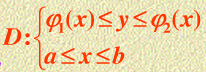 D: { φ₁(x) ≤ y ≤ φ₂(x)
a ≤ x ≤ b